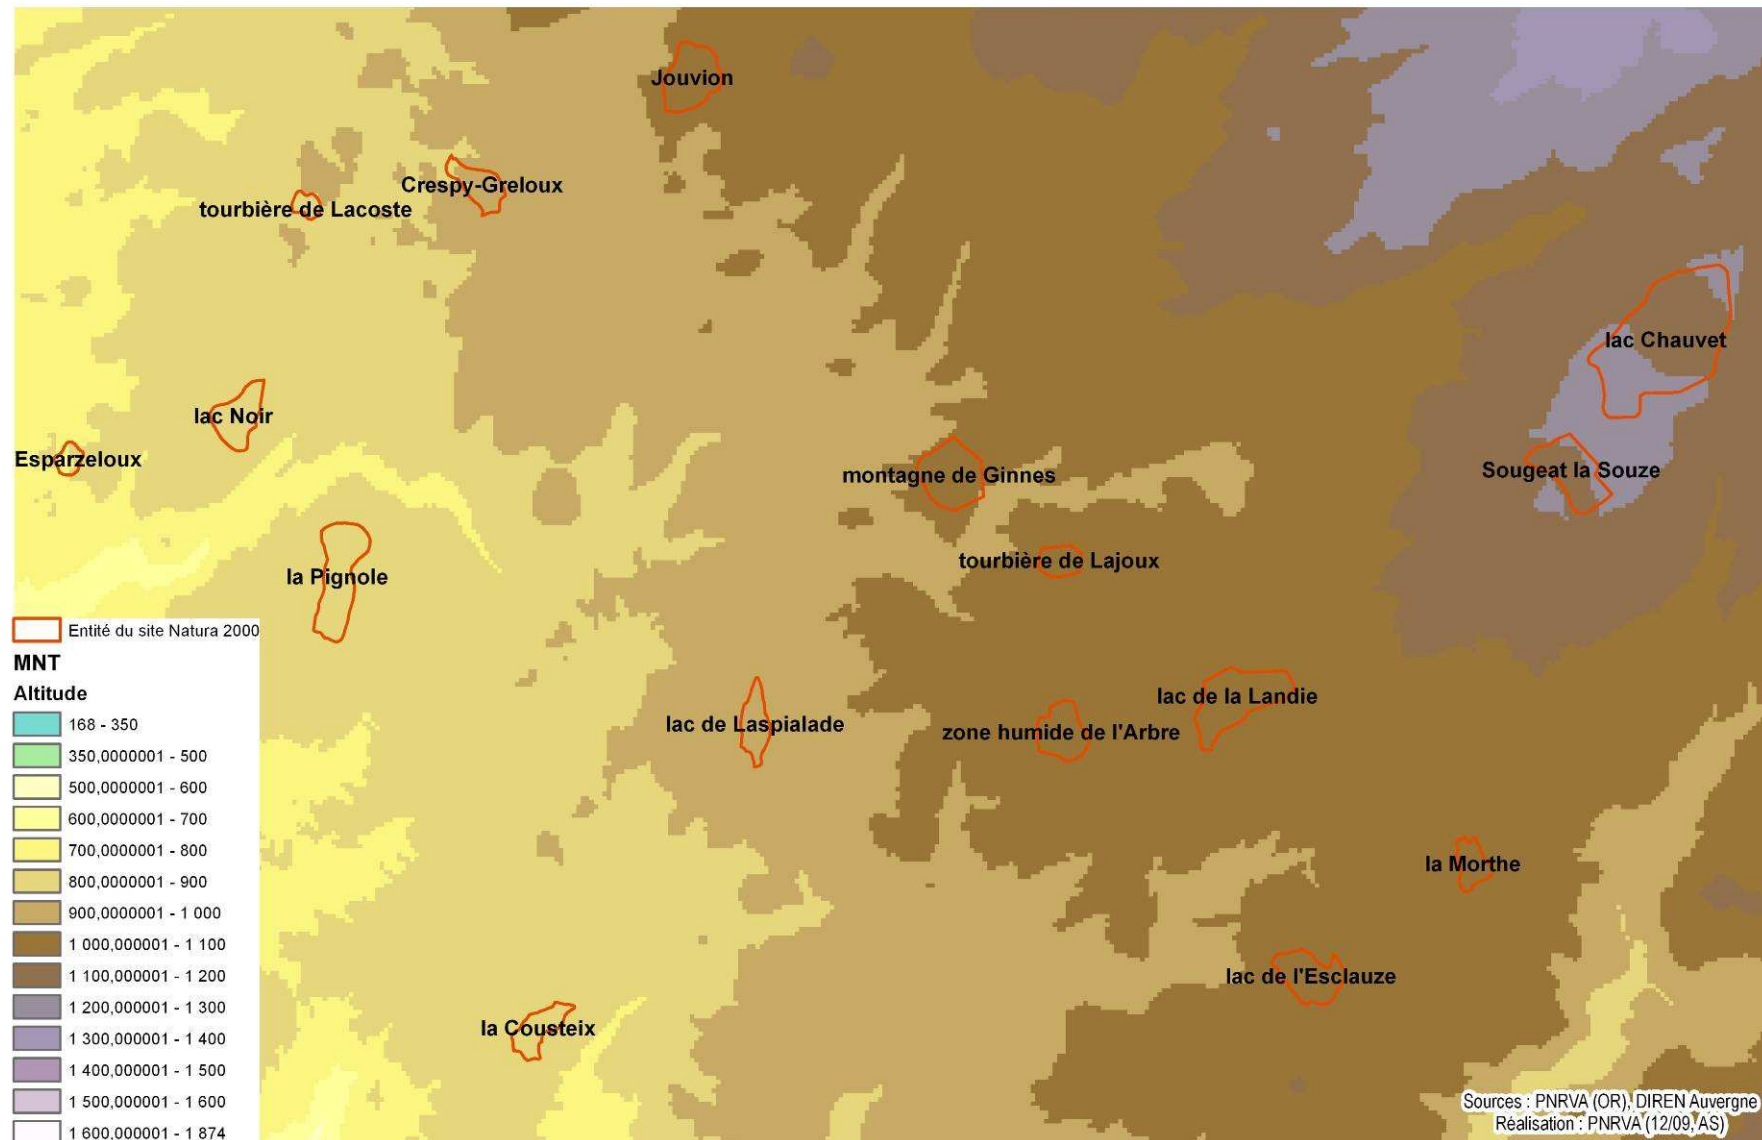 Jouvion
Crespy-Greloux
tourbière de Lacoste
lac Chauvet
lac Noir
Esparzeloux
montagne de Ginnes
Sougeat la Souze
tourbière de Lajoux
la Pignole
lac de Laspialade
zone humide de l'Arbre
lac de la Landie
la Morthe
lac de l'Esclauze
la Cousteix
Entité du site Natura 2000
MNT
Altitude
168 - 350
350,0000001 - 500
500,0000001 - 600
600,0000001 - 700
700,0000001 - 800
800,0000001 - 900
900,0000001 - 1 000
1 000,000001 - 1 100
1 100,000001 - 1 200
1 200,000001 - 1 300
1 300,000001 - 1 400
1 400,000001 - 1 500
1 500,000001 - 1 600
1 600,000001 - 1 874
Sources : PNRVA (OR), DIREN Auvergne
Réalisation : PNRVA (12/09, AS)